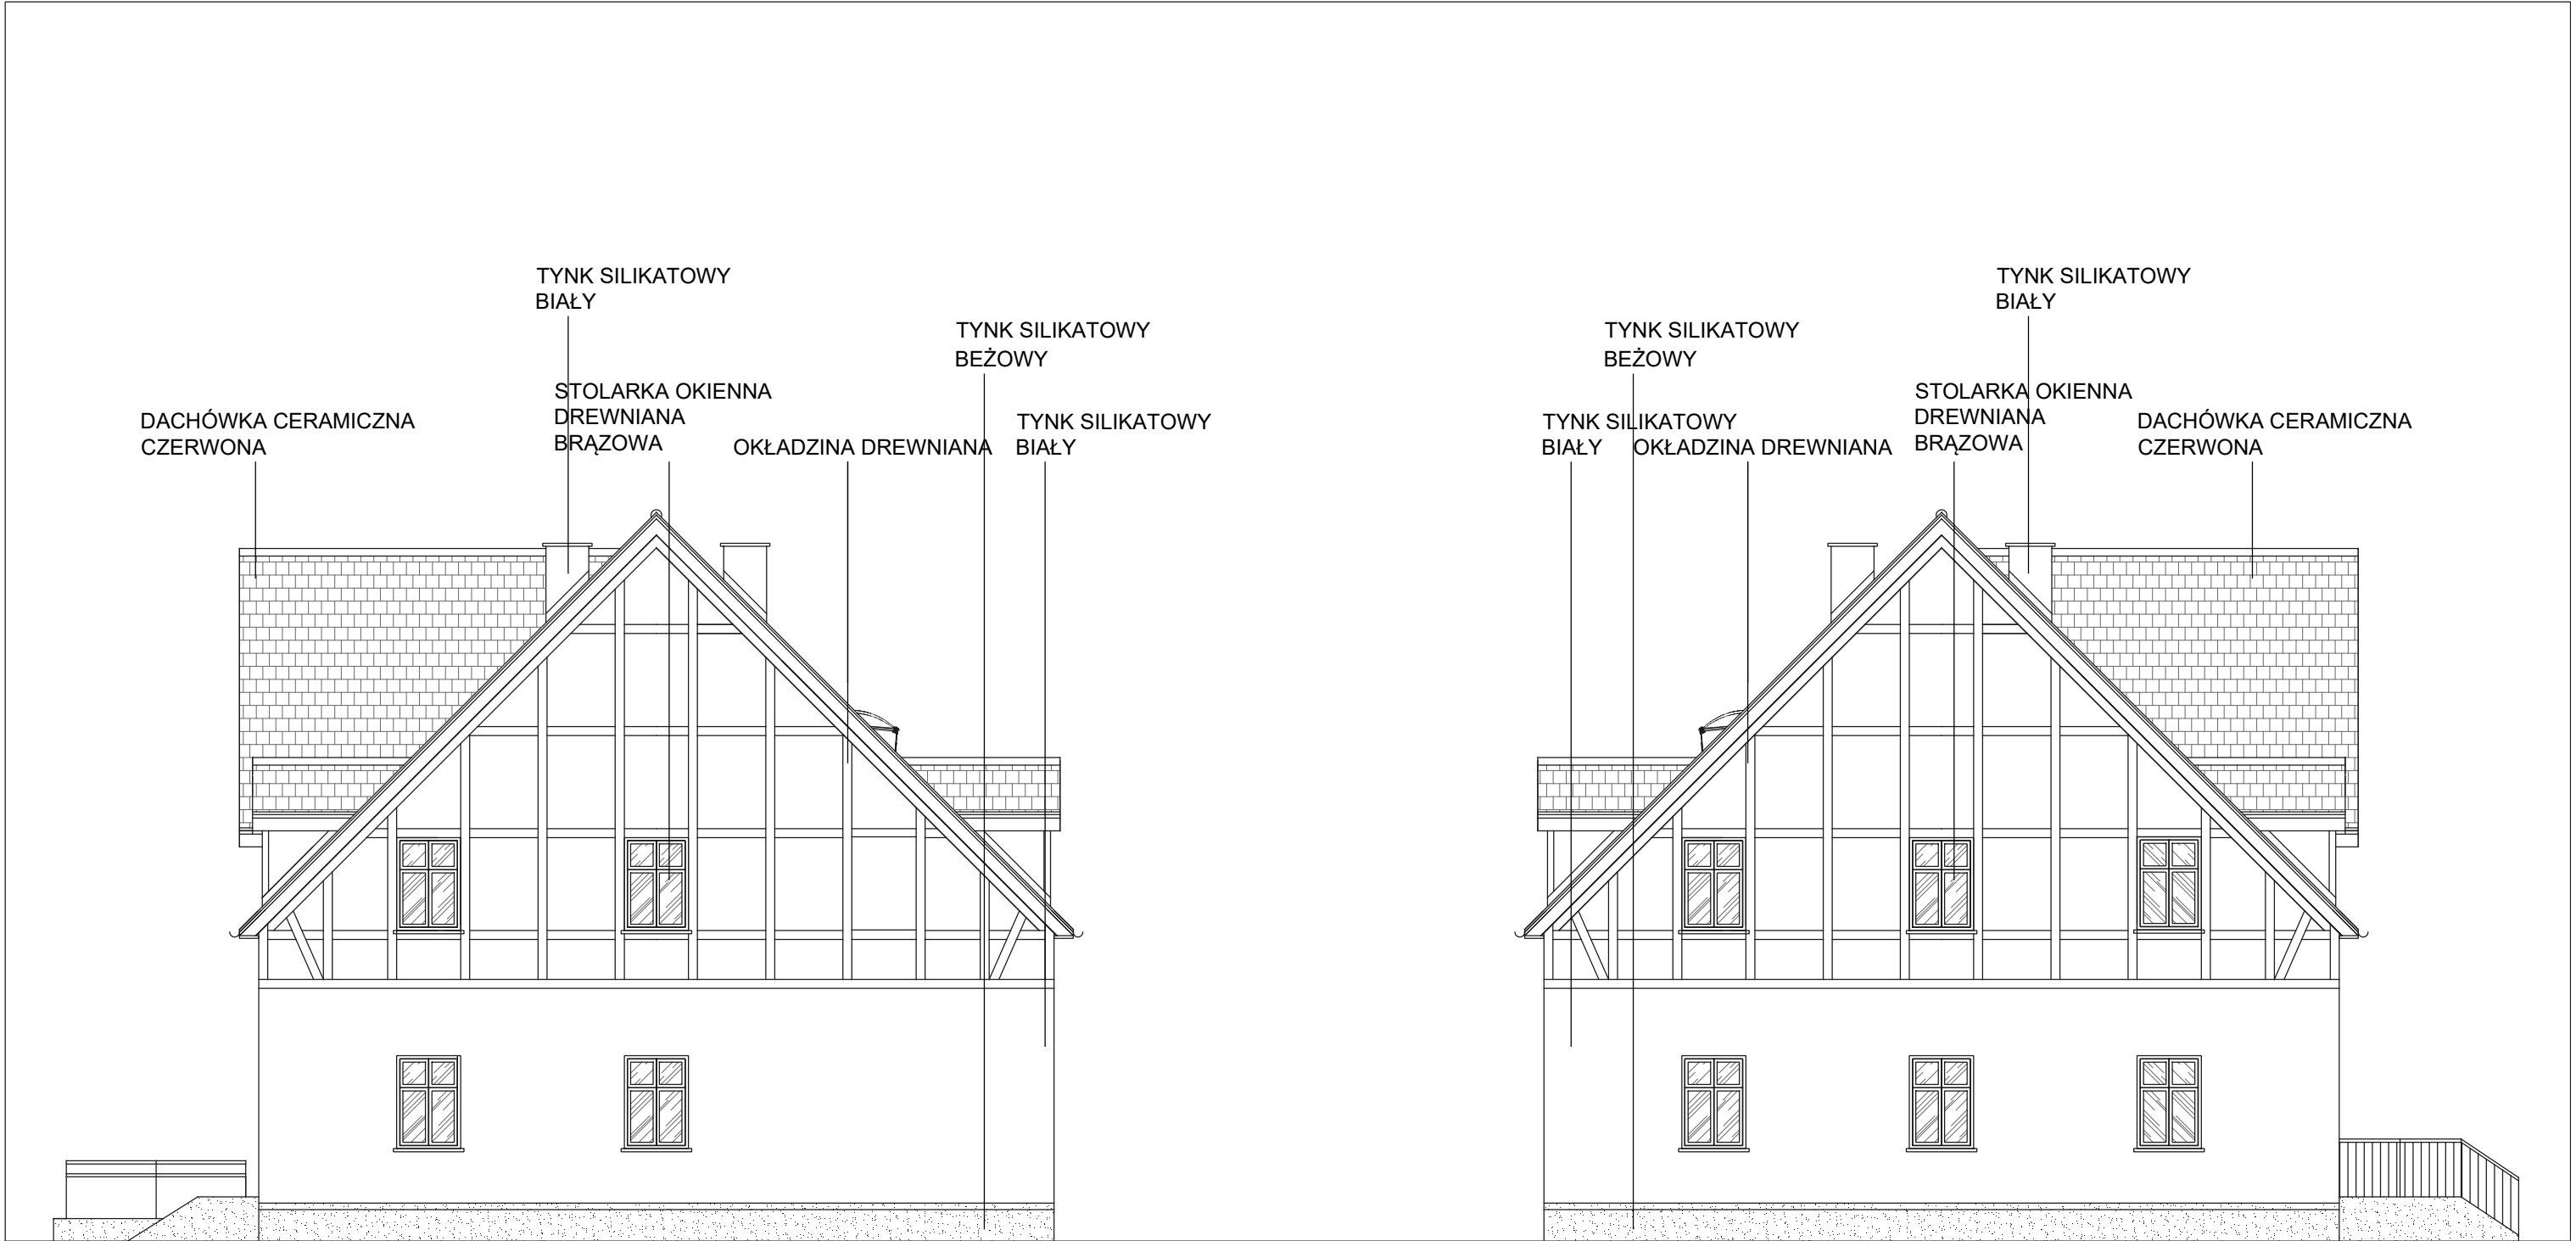 TYNK SILIKATOWY
BIAŁY
TYNK SILIKATOWY
BEŻOWY
STOLARKA OKIENNA
DREWNIANA
BRĄZOWA
DACHÓWKA CERAMICZNA
CZERWONA
OKŁADZINA DREWNIANA
TYNK SILIKATOWY
BIAŁY
TYNK SILIKATOWY
BIAŁY
TYNK SILIKATOWY
BEŻOWY
STOLARKA OKIENNA
DREWNIANA
BRĄZOWA
TYNK SILIKATOWY
BIAŁY
OKŁADZINA DREWNIANA
DACHÓWKA CERAMICZNA
CZERWONA